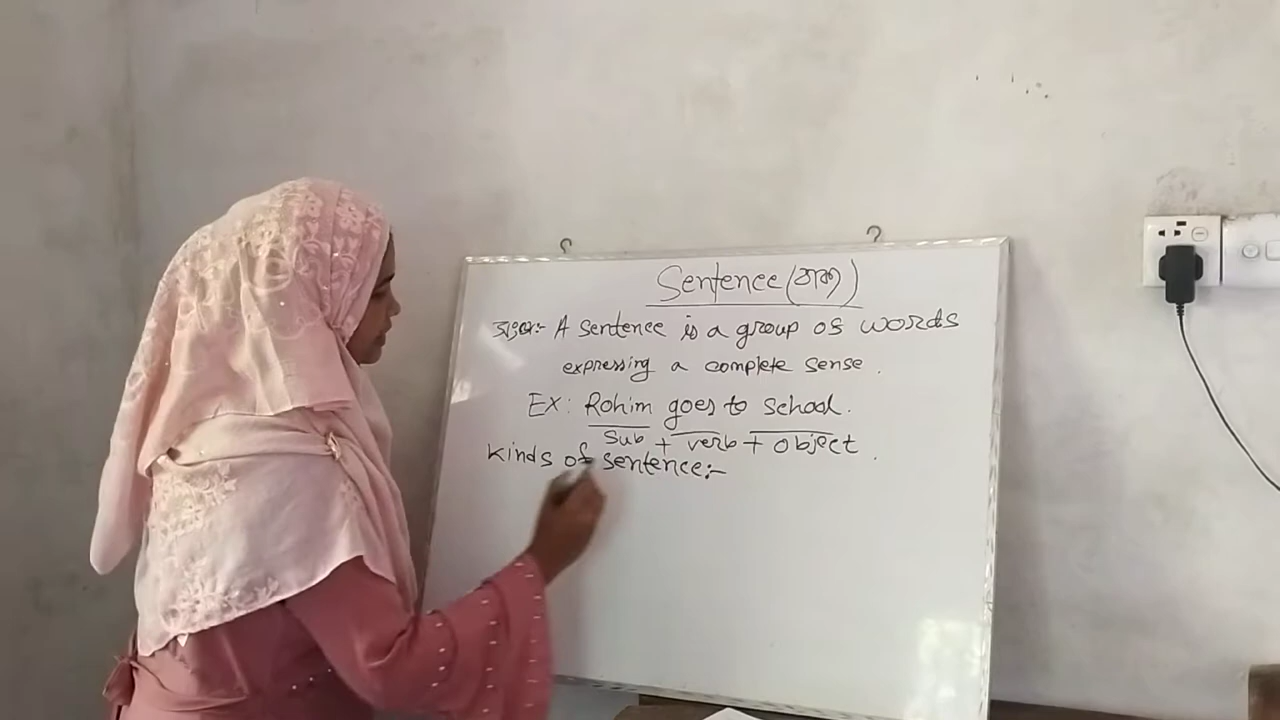 Sentence (বাক্য)
সংজ্ঞা:- A sentence is a group of words
expressing a complete sense.
EX: Rohim goes to school.
Sub + verb + object.
Kinds of sentence:-